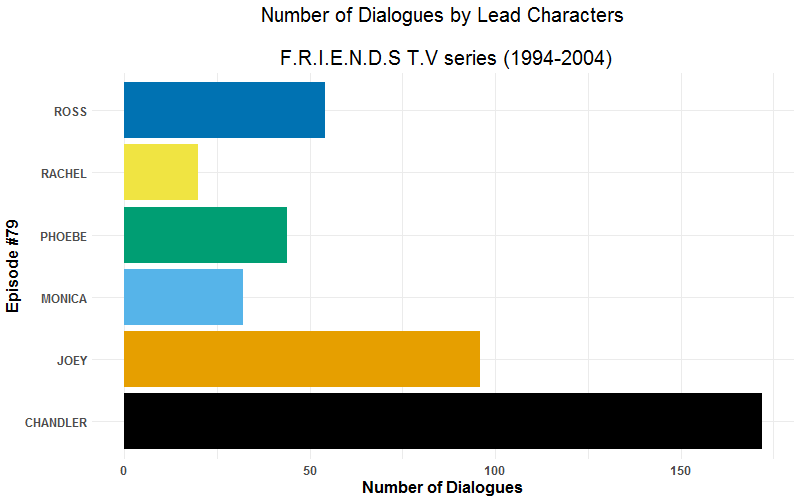 Number of Dialogues by Lead Characters
F.R.I.E.N.D.S T.V series (1994-2004)
ROSS
RACHEL
PHOEBE
MONICA
JOEY
CHANDLER
Episode #79
0 50 100 150
Number of Dialogues